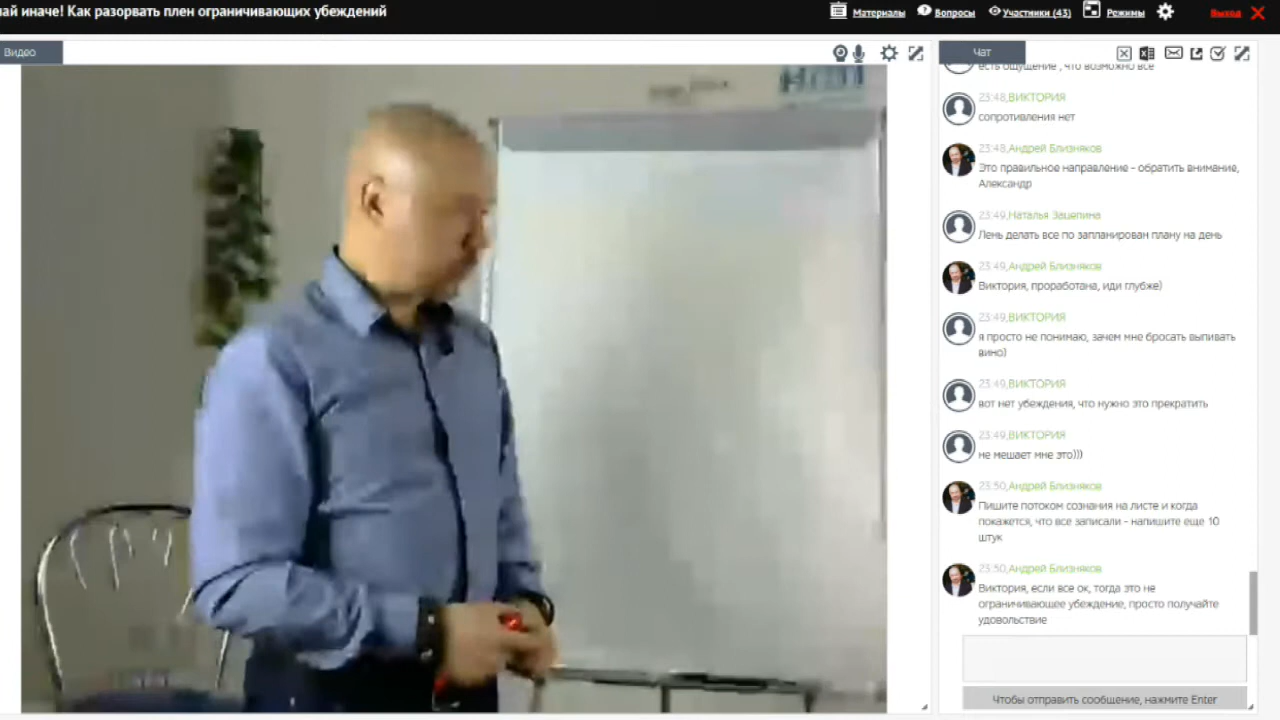 ай иначе! Как разорвать плен ограничивающих убеждений
Материалы
Вопросы
Участники (43)
Режимы
Выход
Видео
Чат
есть ощущение , что возможно все
23:48,ВИКТОРИЯ
сопротивления нет
23:48,Андрей Близняков
Это правильное направление - обратить внимание,
Александр
23:49,Наталья Зацепина
Лень делать все по запланирован плану на день
23:49,Андрей Близняков
Виктория, проработана, иди глубже)
23:49,ВИКТОРИЯ
я просто не понимаю, зачем мне бросать выпивать
вино)
23:49,ВИКТОРИЯ
вот нет убеждения, что нужно это прекратить
23:49,ВИКТОРИЯ
не мешает мне это)))
23:50,Андрей Близняков
Пишите потоком сознания на листе и когда
покажется, что все записали - напишите еще 10
штук
23:50,Андрей Близняков
Виктория, если все ок, тогда это не
ограничивающее убеждение, просто получайте
удовольствие
Чтобы отправить сообщение, нажмите Enter